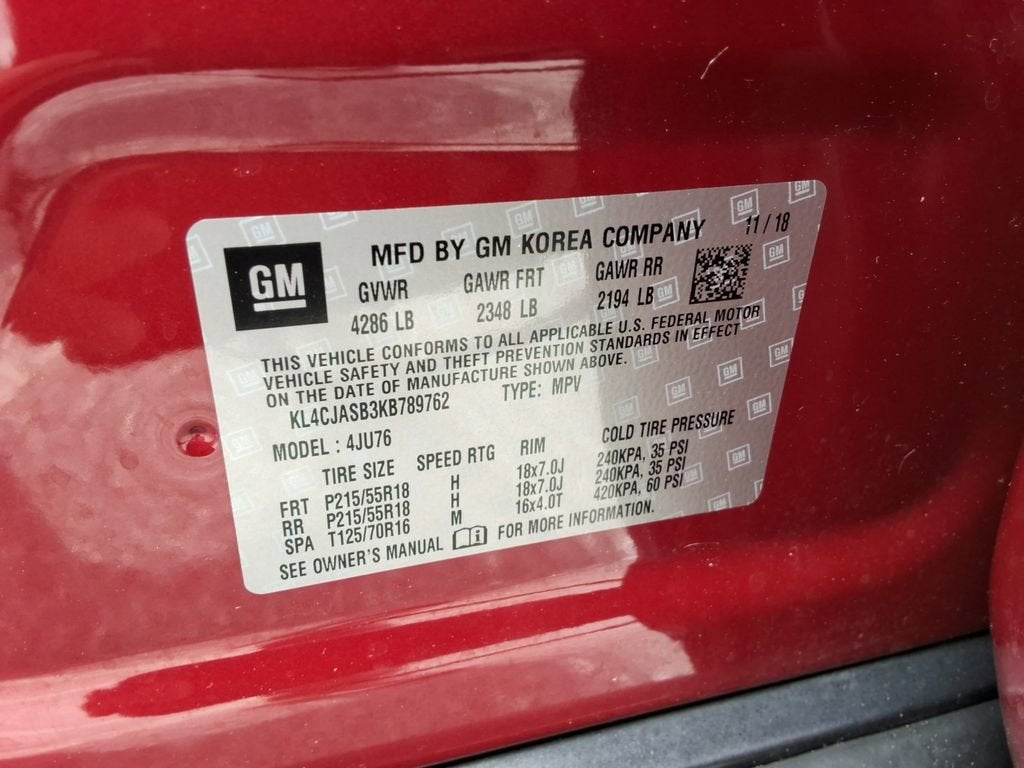 GM
MFD BY GM KOREA COMPANY 11/18
GVWR GAWR FRT GAWR RR
4286 LB 2348 LB 2194 LB
THIS VEHICLE CONFORMS TO ALL APPLICABLE U.S. FEDERAL MOTOR
VEHICLE SAFETY AND THEFT PREVENTION STANDARDS IN EFFECT
ON THE DATE OF MANUFACTURE SHOWN ABOVE.
KL4CJASB3KB789762 TYPE: MPV
MODEL: 4JU76
TIRE SIZE SPEED RTG RIM COLD TIRE PRESSURE
FRT P215/55R18 H 18x7.0J 240KPA, 35 PSI
RR P215/55R18 H 18x7.0J 240KPA, 35 PSI
SPA T125/70R16 M 16x4.0T 420KPA, 60 PSI
SEE OWNER'S MANUAL FOR MORE INFORMATION.